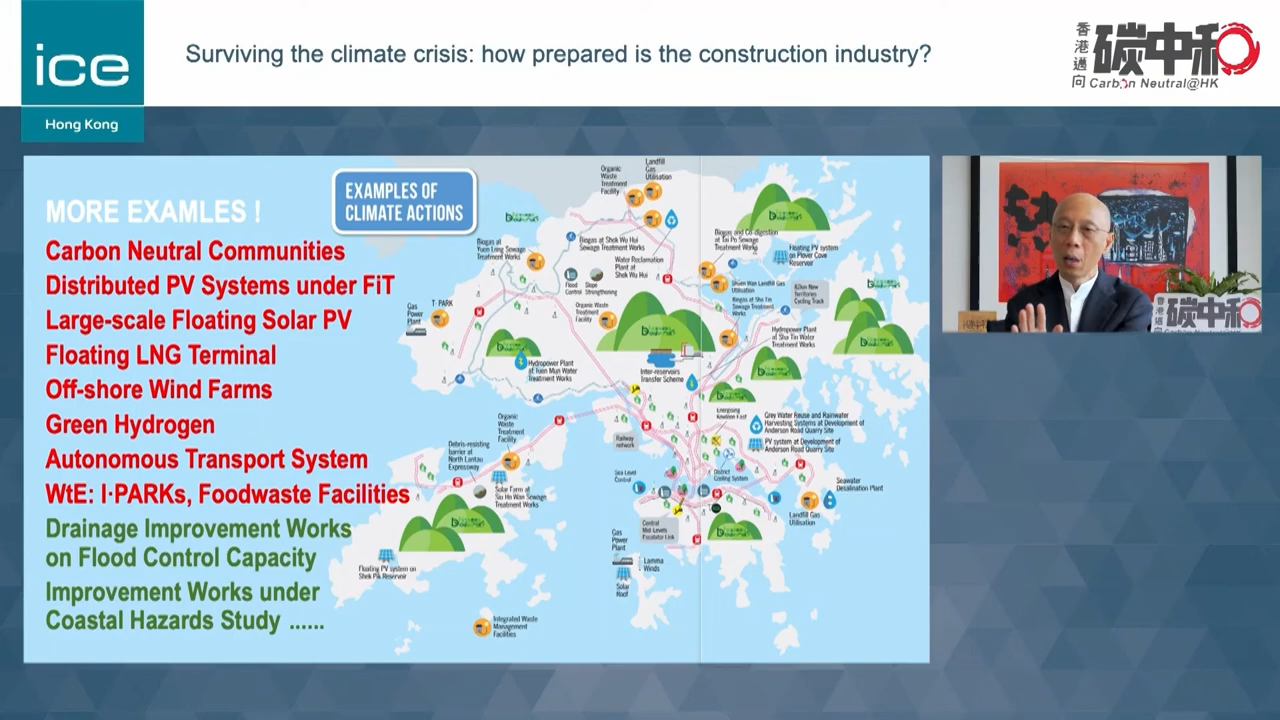 ice
Hong Kong
Surviving the climate crisis: how prepared is the construction industry?
香港邁向
碳中和
Carbon Neutral@HK
MORE EXAMLES !
Carbon Neutral Communities
Distributed PV Systems under FiT
Large-scale Floating Solar PV
Floating LNG Terminal
Off-shore Wind Farms
Green Hydrogen
Autonomous Transport System
WtE: I·PARKs, Foodwaste Facilities
Drainage Improvement Works
on Flood Control Capacity
Improvement Works under
Coastal Hazards Study ......
EXAMPLES OF
CLIMATE ACTIONS
Organic
Waste
Treatment
Facility
Landfill
Gas
Utilisation
Biogas at
Yuen Long Sewage
Treatment Works
Biogas at Shek Wu Hui
Sewage Treatment Works
Water Reclamation
Plant at
Shek Wu Hui
Flood
Control
Slope
Strengthening
Biogas and Co-digestion
at Tai Po Sewage
Treatment Works
Floating PV system
on Plover Cove
Reservoir
Shuen Wan Landfill Gas
Utilisation
Biogas at Sha Tin
Sewage Treatment
Works
New
Territories
Cycling Track
Gas
Power
Plant
T· PARK
Organic Waste
Treatment
Facility
Hydropower Plant
at Tuen Mun Water
Treatment Works
Hydropower Plant
at Sha Tin Water
Treatment Works
Inter-reservoirs
Transfer Scheme
Energising
Kowloon East
Grey Water Reuse and Rainwater
Harvesting Systems at Development of
Anderson Road Quarry Site
PV system at Development of
Anderson Road Quarry Site
Organic
Waste
Treatment
Facility
Debris-resisting
barrier at
North Lantau
Expressway
Solar Farm at
Siu Ho Wan Sewage
Treatment Works
Railway
network
Sea Level
Control
District
Cooling System
Seawater
Desalination Plant
Landfill Gas
Utilisation
Central
Mid-Levels
Escalator Link
Gas
Power
Plant
Lamma
Winds
Solar
Roof
Floating PV system on
Shek Pik Reservoir
Integrated Waste
Management
Facilities
碳中和